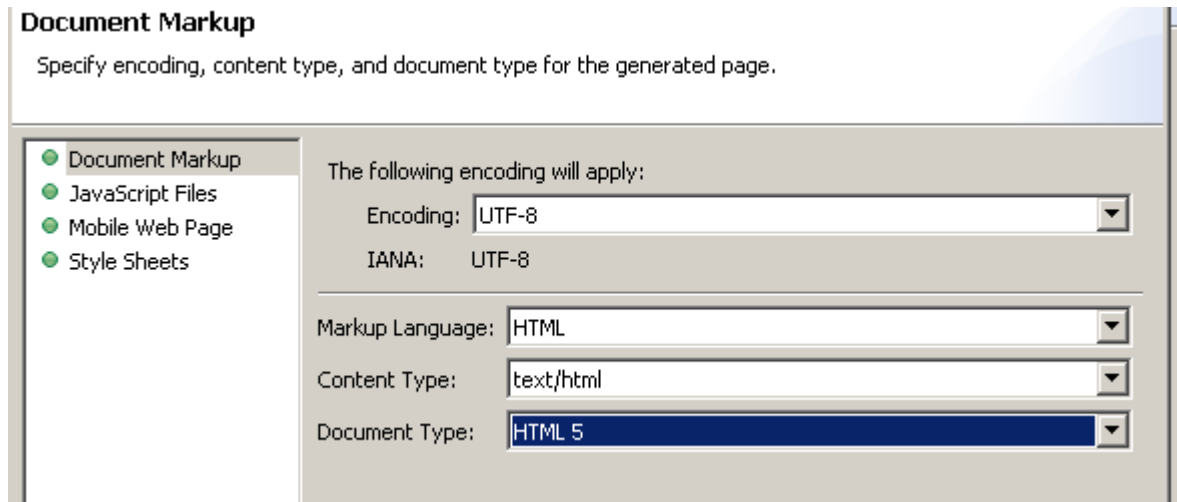 Document Markup
Specify encoding, content type, and document type for the generated page.
Document Markup
JavaScript Files
Mobile Web Page
Style Sheets
The following encoding will apply:
Encoding: UTF-8
IANA: UTF-8
Markup Language: HTML
Content Type: text/html
Document Type: HTML 5